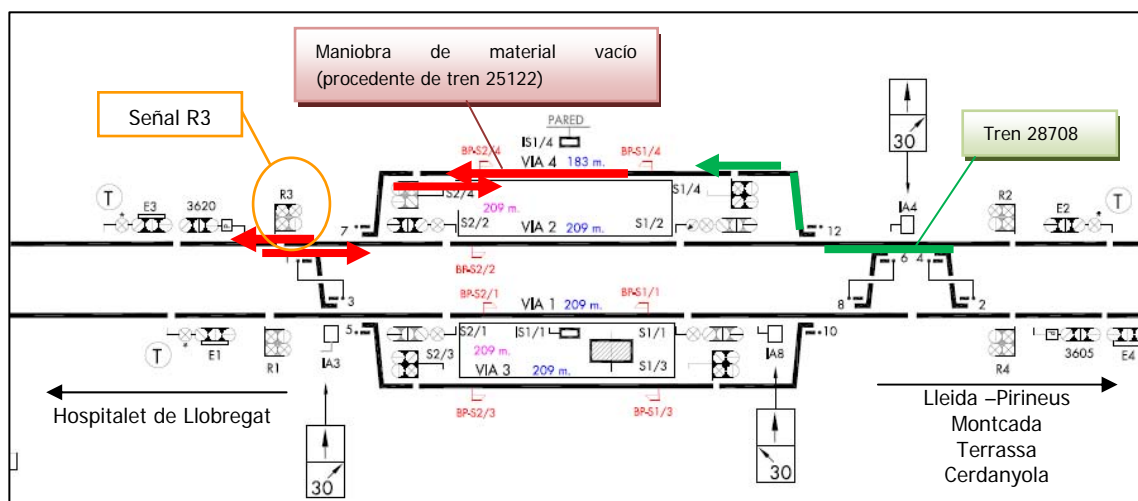 Maniobra de material vacío
(procedente de tren 25122)
Señal R3
Tren 28708
PARED
IS1/4
BP-S2/4
VIA 4 183 m.
BP-S1/4
30
T
E3
3620
R3
7
S2/4
209 m.
S1/4
12
IA4
R2
E2
T
S2/2
VIA 2 209 m.
S1/2
BP-S2/2
6
4
3
8
2
BP-S2/1
VIA 1 209 m.
BP-S1/1
T
E1
R1
IA3
5
S2/1
IS1/1
S1/1
IA8
10
R4
3605
E4
S2/3
209 m.
VIA 3 209 m.
S1/3
BP-S2/3
BP-S1/3
Hospitalet de Llobregat
Lleida –Pirineus
Montcada
Terrassa
Cerdanyola
30
30